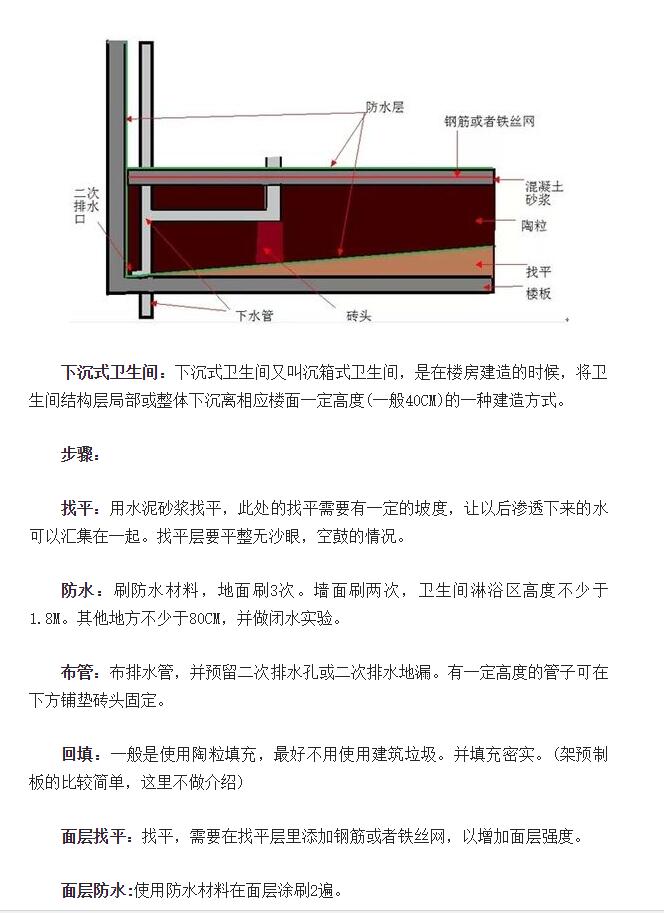 防水层
钢筋或者铁丝网
二次
排水
口
混凝土
砂浆
陶粒
找平
楼板
下水管
砖头
下沉式卫生间：下沉式卫生间又叫沉箱式卫生间，是在楼房建造的时候，将卫
生间结构层局部或整体下沉离相应楼面一定高度(一般40CM)的一种建造方式。
步骤：
找平：用水泥砂浆找平，此处的找平需要有一定的坡度，让以后渗透下来的水
可以汇集在一起。找平层要平整无沙眼，空鼓的情况。
防水：刷防水材料，地面刷3次。墙面刷两次，卫生间淋浴区高度不少于
1.8M。其他地方不少于80CM，并做闭水实验。
布管：布排水管，并预留二次排水孔或二次排水地漏。有一定高度的管子可在
下方铺垫砖头固定。
回填：一般是使用陶粒填充，最好不用使用建筑垃圾。并填充密实。(架预制
板的比较简单，这里不做介绍)
面层找平：找平，需要在找平层里添加钢筋或者铁丝网，以增加面层强度。
面层防水:使用防水材料在面层涂刷2遍。